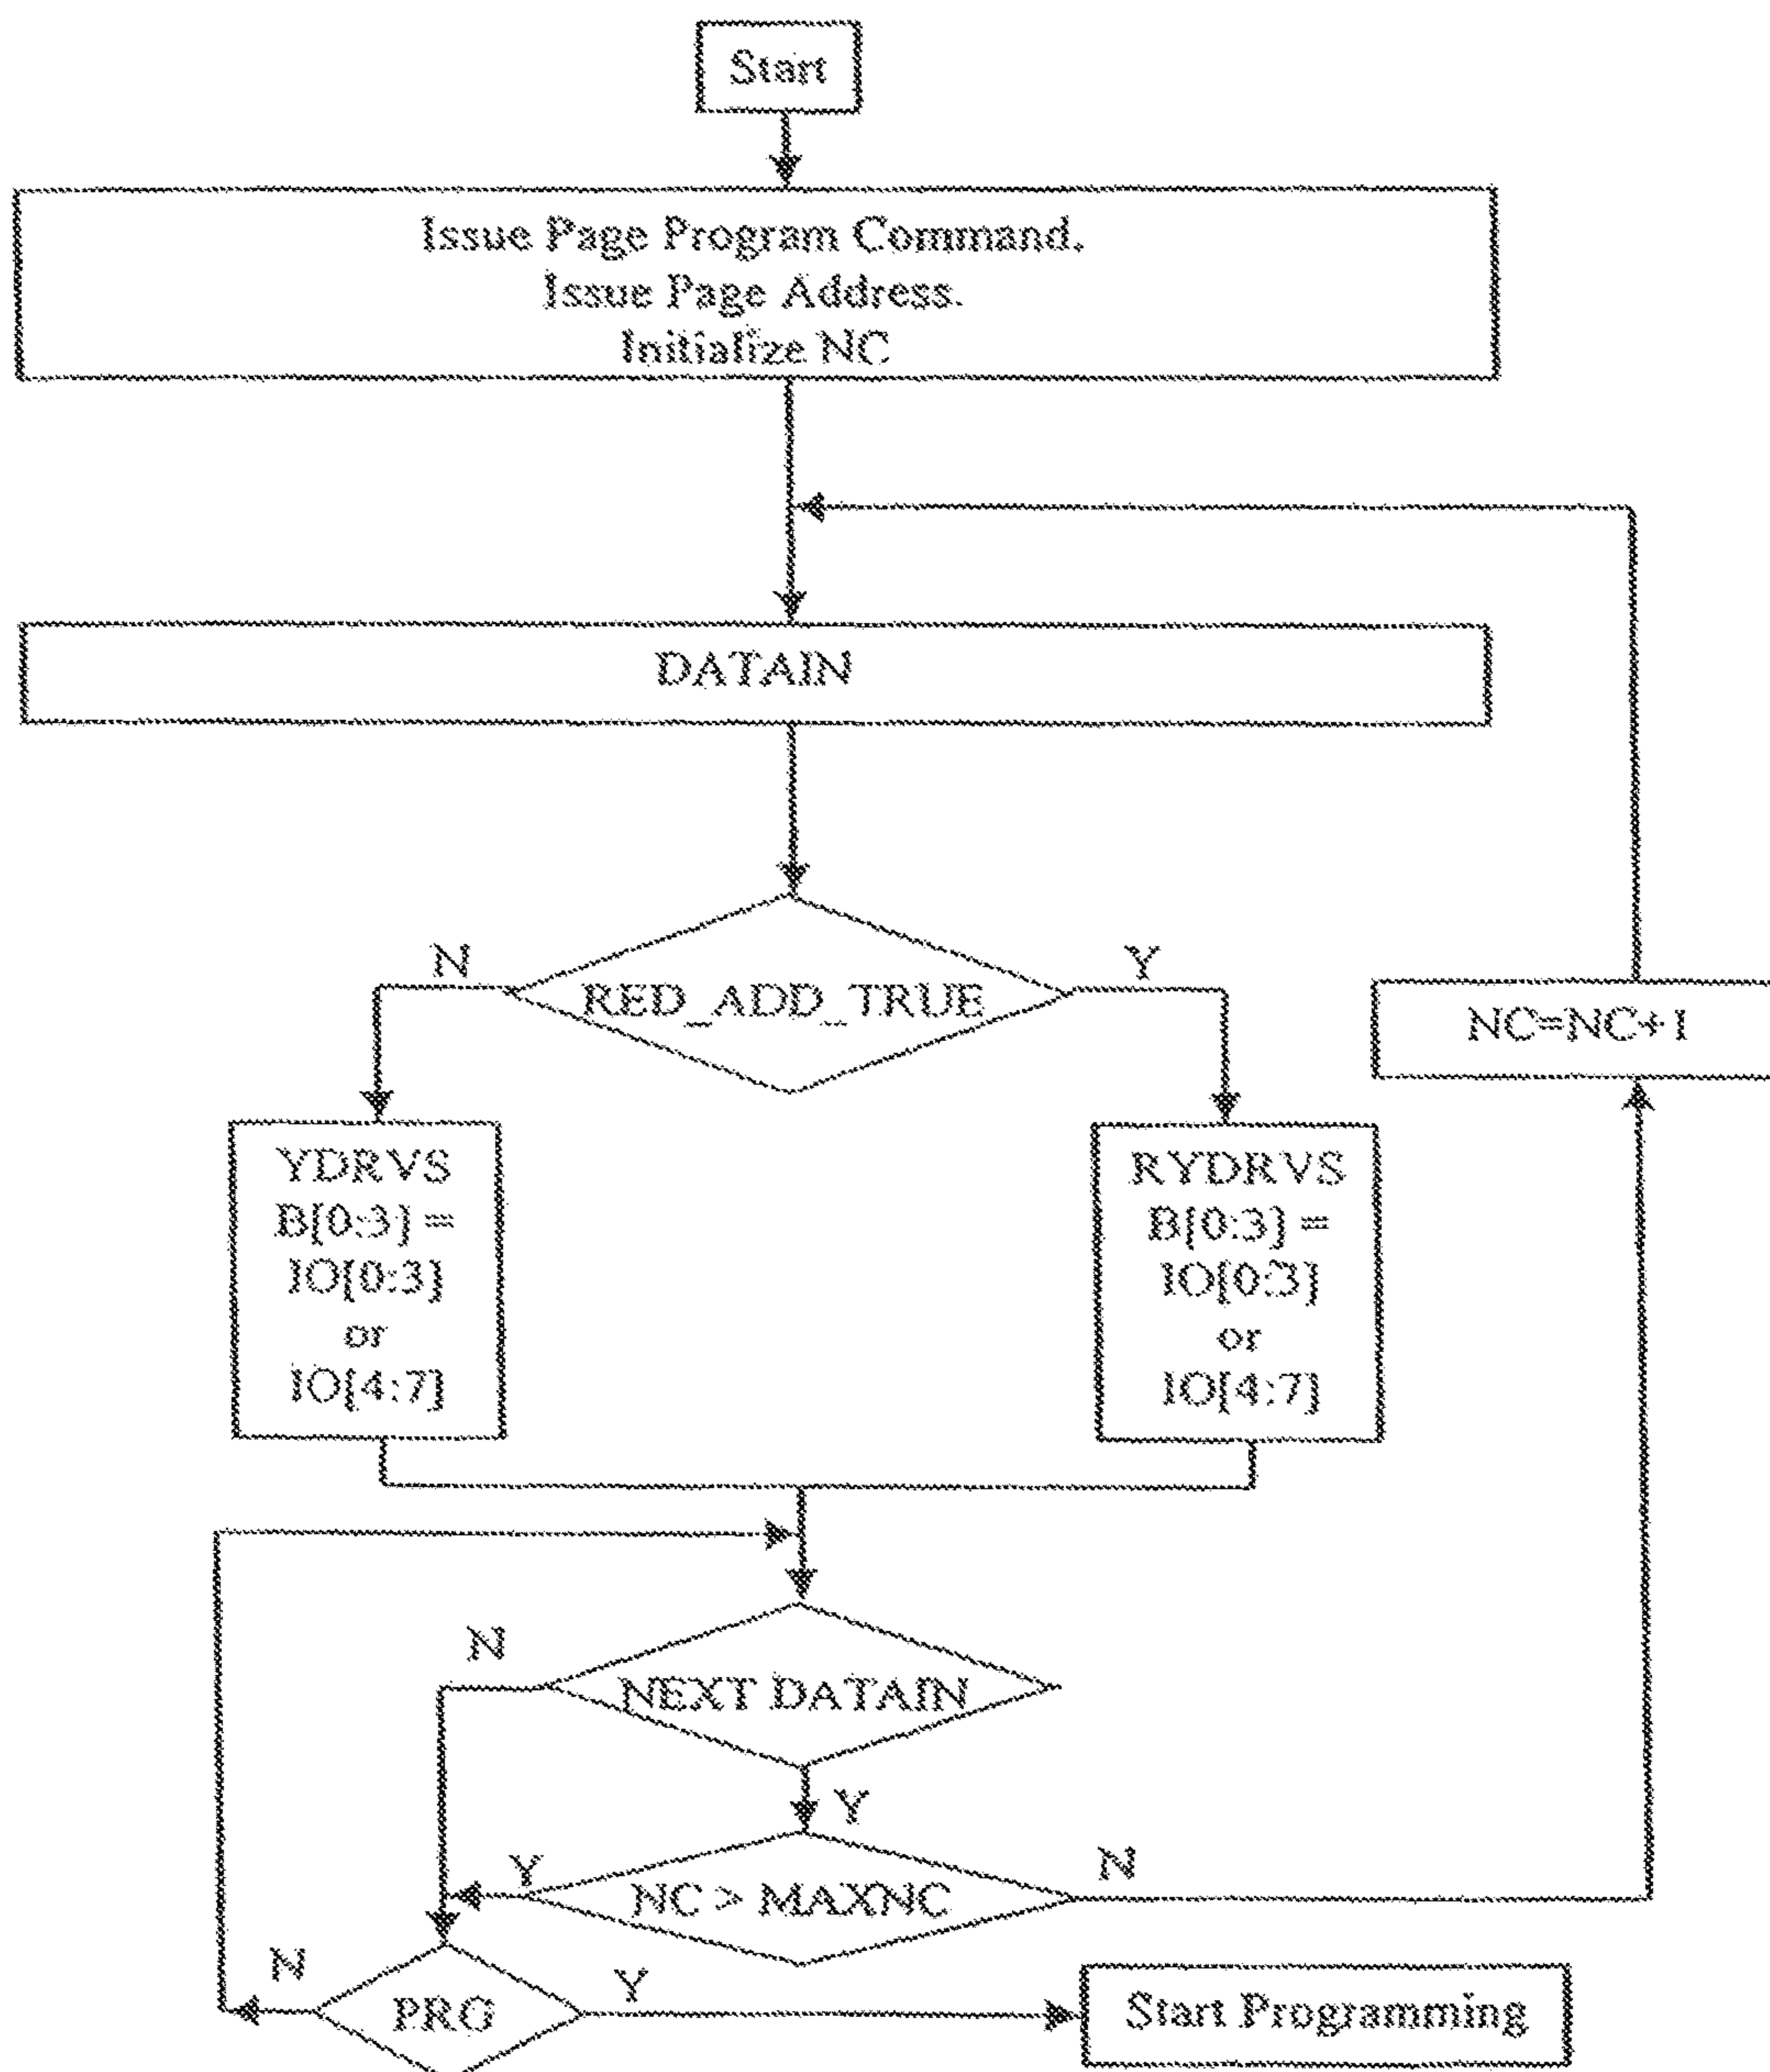 Start
Issue Page Program Command.
Issue Page Address.
Initialize NC
DATAIN
N
Y
RED_ADD_TRUE
NC=NC+1
YDRVS
B[0:3] =
IO[0:3]
or
IO[4:7]
RYDRVS
B[0:3] =
IO[0:3]
or
IO[4:7]
N
NEXT DATAIN
Y
Y
NC > MAXNC
N
N
PRG
Y
Start Programming